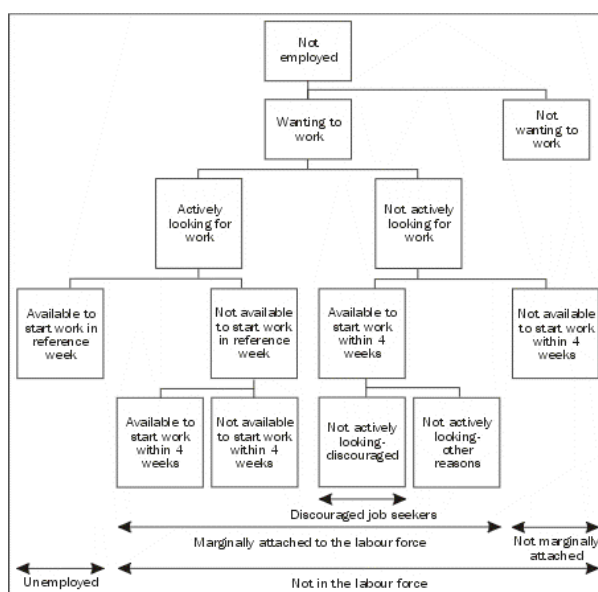 Not
employed
Wanting to
work
Not
wanting to
work
Actively
looking for
work
Not actively
looking for
work
Available to
start work in
reference
week
Not available
to start work
in reference
week
Available to
start work
within 4
weeks
Not available
to start work
within 4
weeks
Available to
start work
within 4
weeks
Not available
to start work
within 4
weeks
Not actively
looking-
discouraged
Not actively
looking-
other
reasons
Discouraged job seekers
Marginally attached to the labour force
Not marginally
attached
Unemployed
Not in the labour force